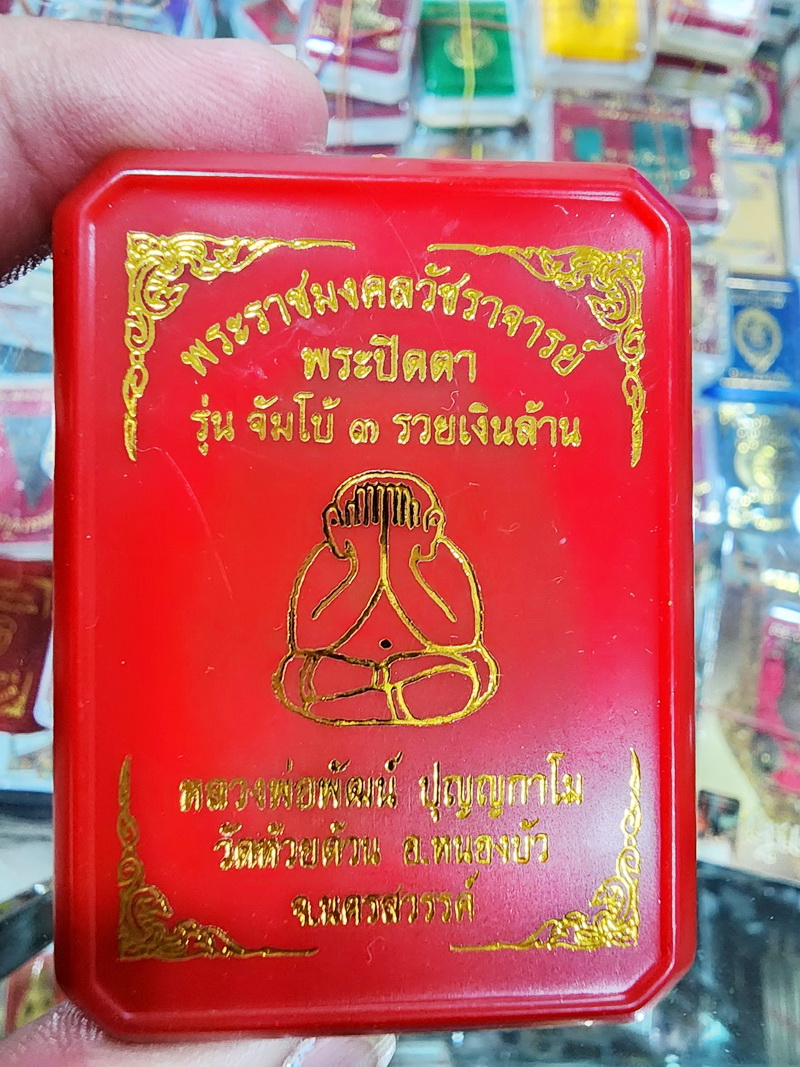 พระราชมงคลวัชราจารย์
พระปิดตา
รุ่น จัมโบ้ ๓ รวยเงินล้าน
หลวงพ่อพัฒน์ ปุญญกาโม
วัดห้วยด้วน อ.หนองบัว
จ.นครสวรรค์